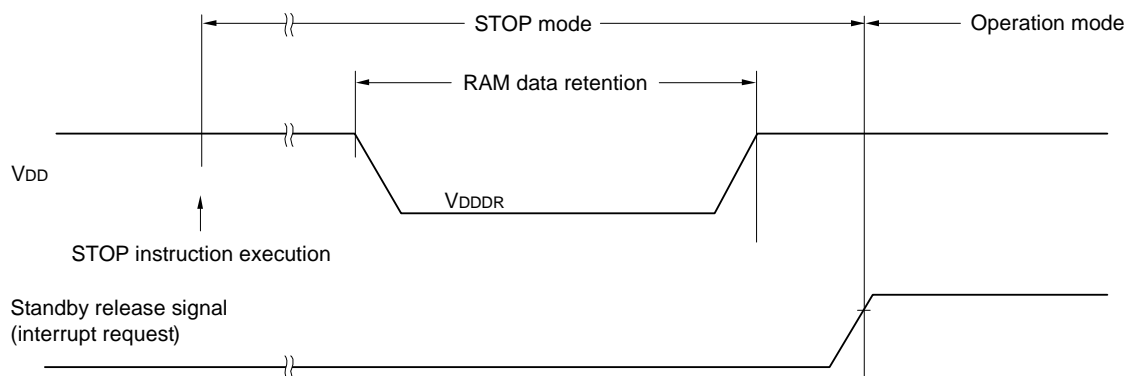 STOP mode
Operation mode
RAM data retention
VDD
VDDDR
STOP instruction execution
Standby release signal
(interrupt request)